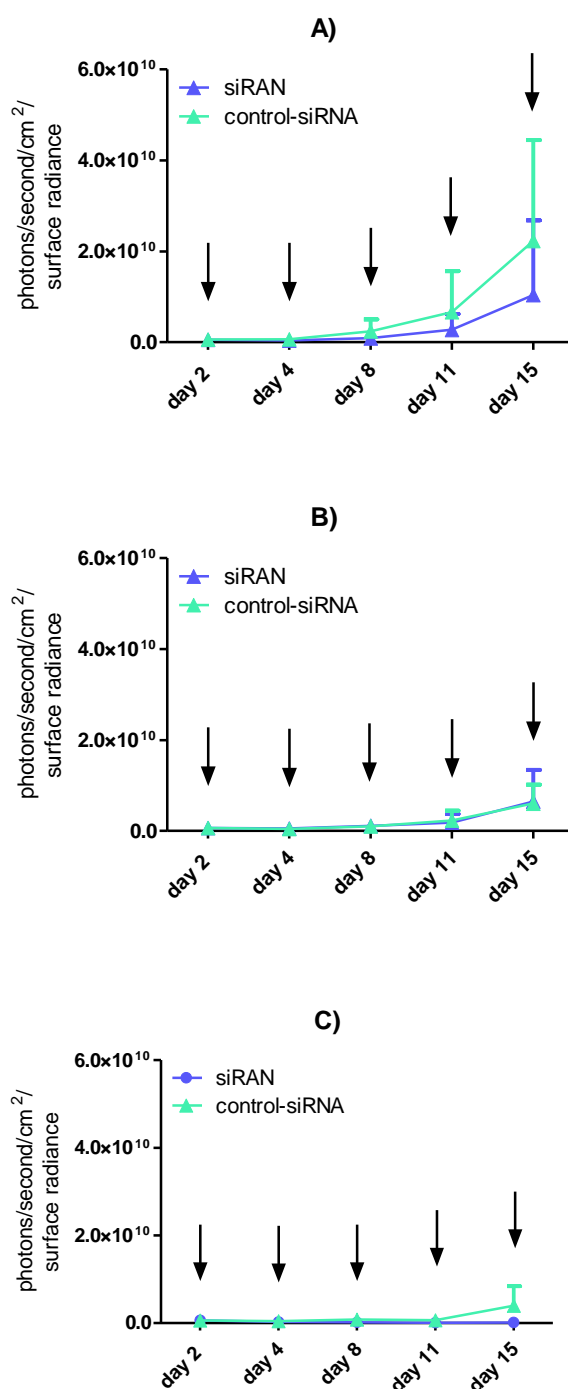 A)
photons/second/cm²/
surface radiance
6.0×10¹⁰
4.0×10¹⁰
2.0×10¹⁰
0.0
siRAN
control-siRNA
day 2
day 4
day 8
day 11
day 15
B)
photons/second/cm²/
surface radiance
6.0×10¹⁰
4.0×10¹⁰
2.0×10¹⁰
0.0
siRAN
control-siRNA
day 2
day 4
day 8
day 11
day 15
C)
photons/second/cm²/
surface radiance
6.0×10¹⁰
4.0×10¹⁰
2.0×10¹⁰
0.0
siRAN
control-siRNA
day 2
day 4
day 8
day 11
day 15